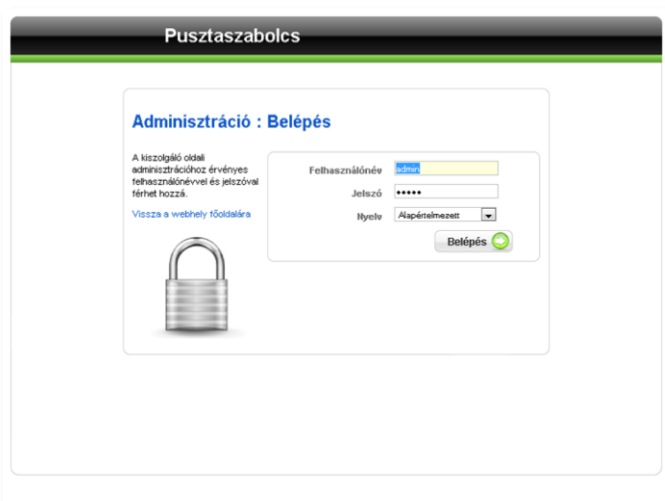 Pusztaszabolcs
Adminisztráció : Belépés
A kiszolgáló oldali
adminisztrációhoz érvényes
felhasználónévvel és jelszóval
férhet hozzá.
Vissza a webhely főoldalára
Felhasználónév admin
Jelszó •••••
Nyelv Alapértelmezett
Belépés